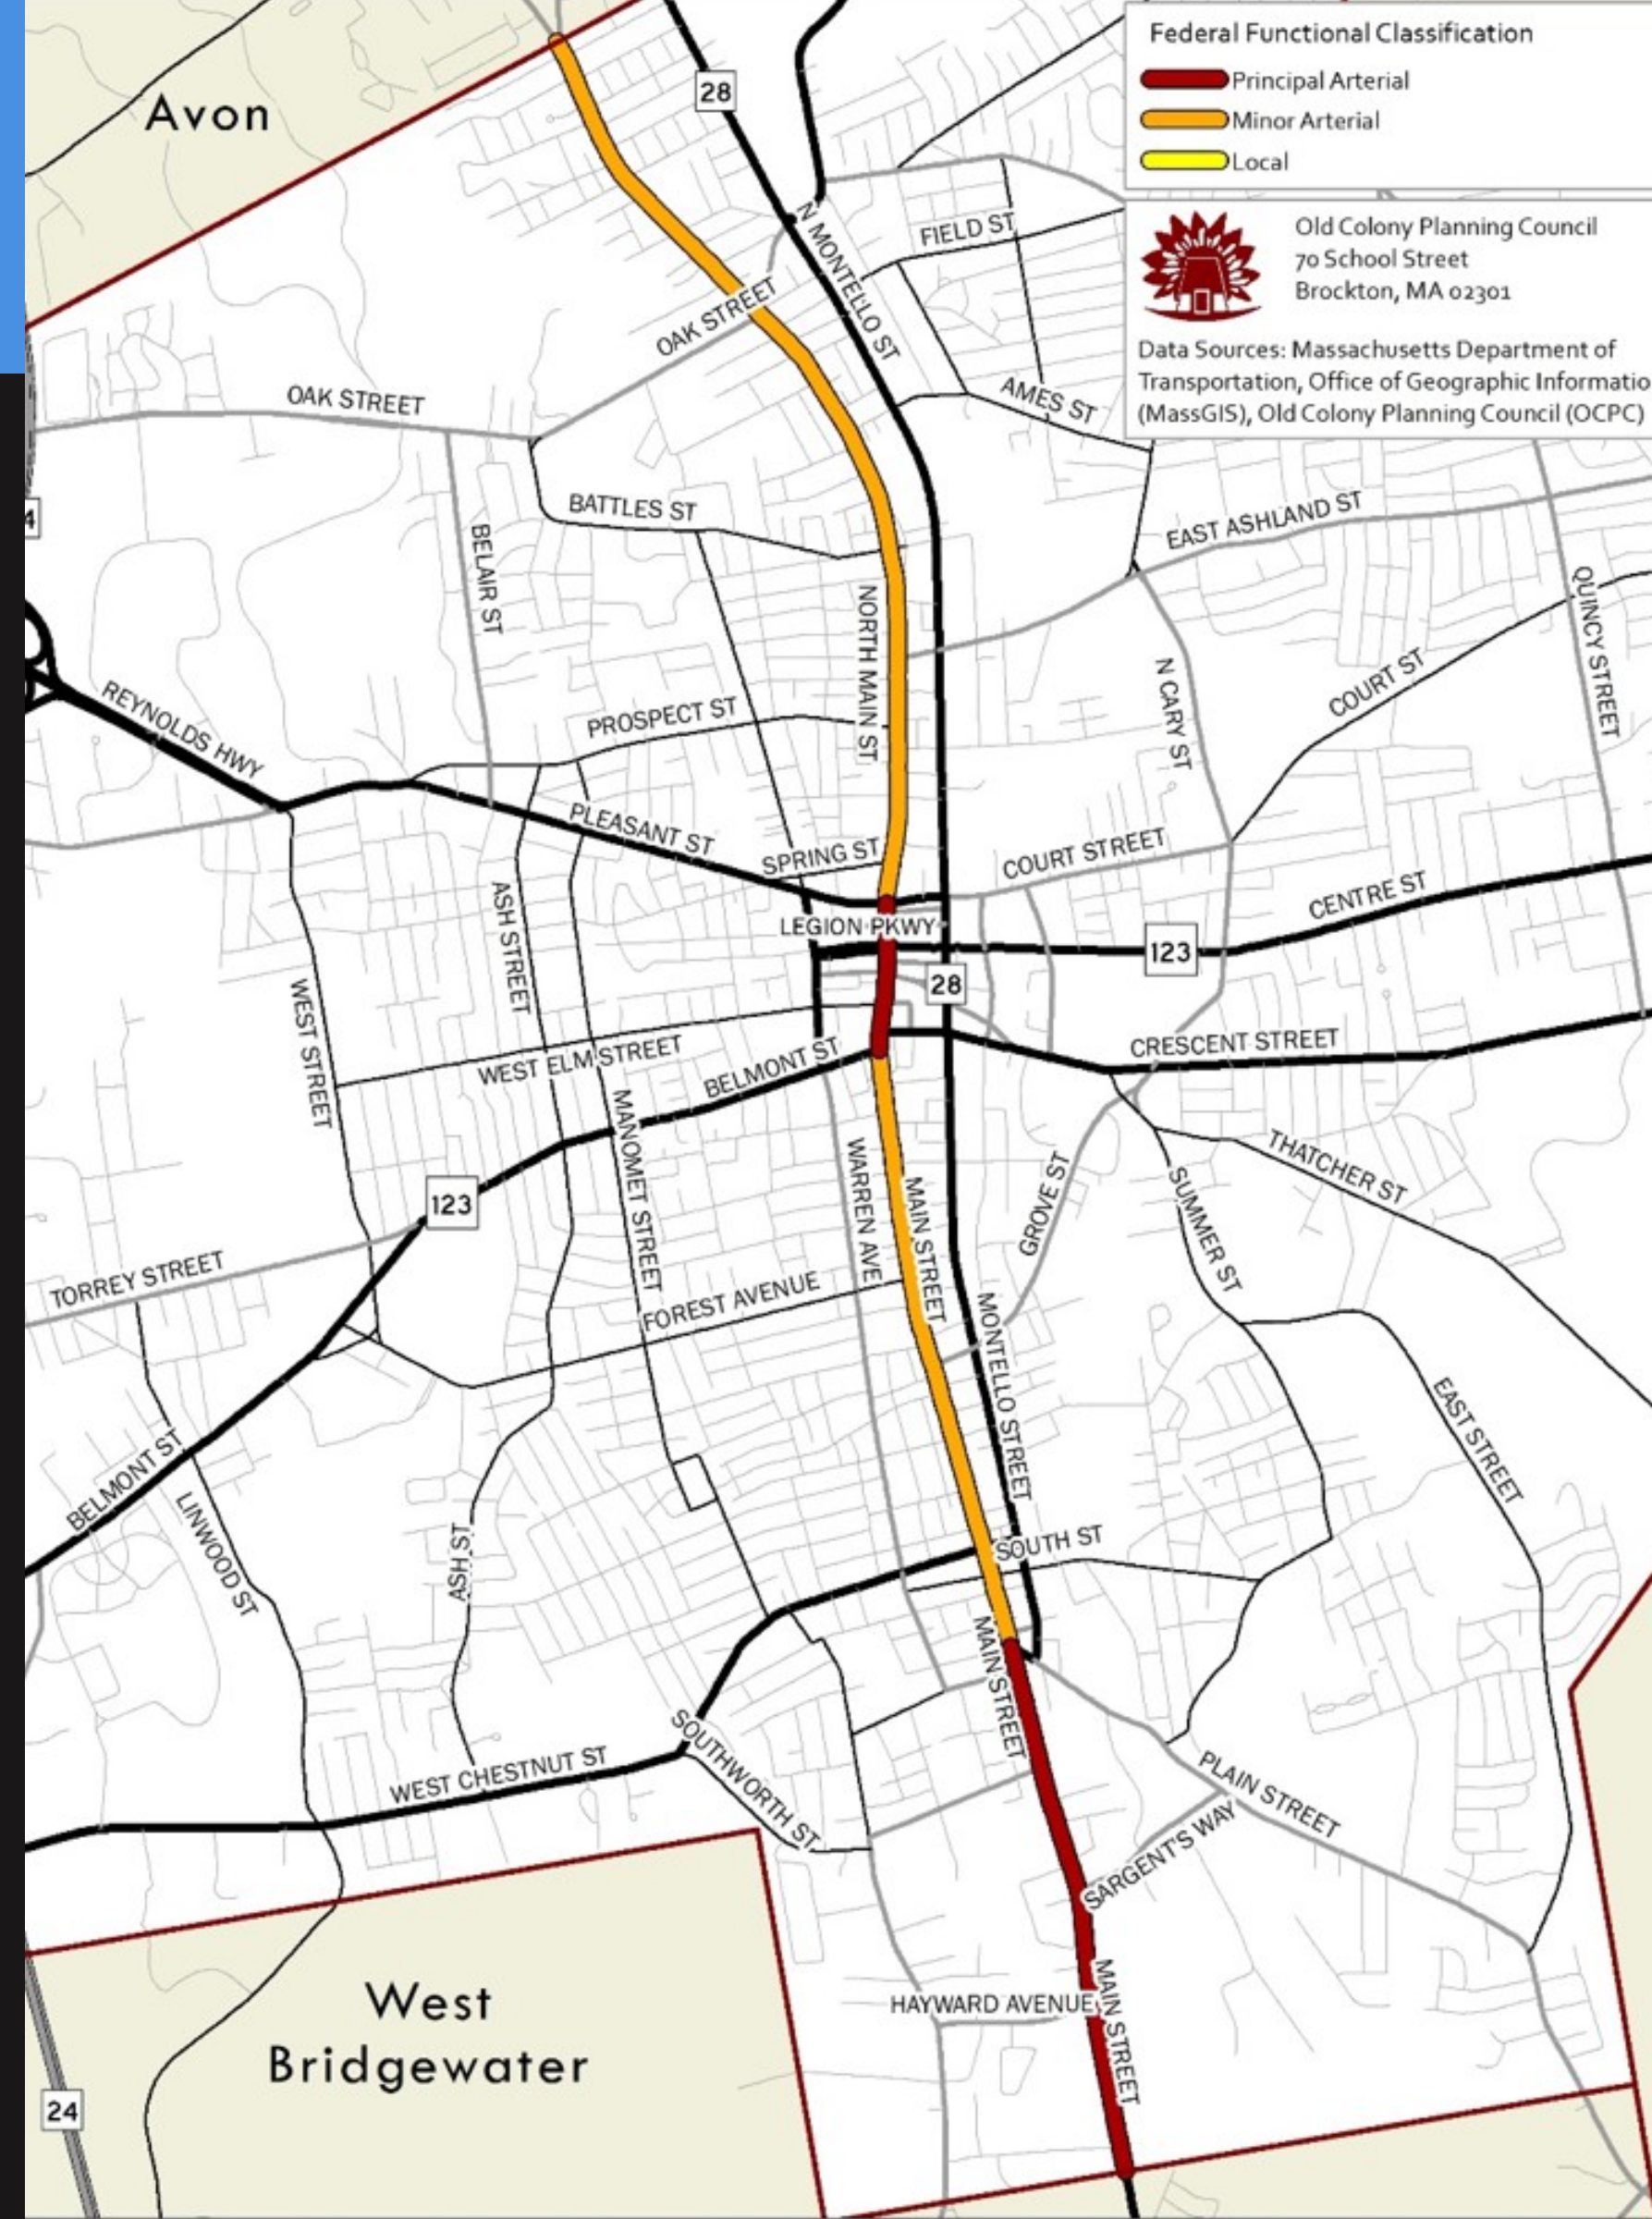 Federal Functional Classification
Principal Arterial
Minor Arterial
Local
Old Colony Planning Council
70 School Street
Brockton, MA 02301
Data Sources: Massachusetts Department of
Transportation, Office of Geographic Informatio
(MassGIS), Old Colony Planning Council (OCPC)
Avon
28
N MONTELLO ST
FIELD ST
OAK STREET
OAK STREET
AMES ST
BATTLES ST
4
EAST ASHLAND ST
BELAIR ST
NORTH MAIN ST
QUINCY STREET
N CARY ST
COURT ST
REYNOLDS HWY
PROSPECT ST
PLEASANT ST
SPRING ST
COURT STREET
CENTRE ST
ASH STREET
LEGION PKWY
123
28
WEST STREET
WEST ELM STREET
BELMONT ST
CRESCENT STREET
MANOMET STREET
WARREN AVE
MAIN STREET
GROVE ST
THATCHER ST
SUMMER ST
123
TORREY STREET
FOREST AVENUE
MONTELLO STREET
EAST STREET
BELMONT ST
LINWOOD ST
ASH ST
SOUTH ST
MAIN STREET
SOUTHWORTH ST
WEST CHESTNUT ST
PLAIN STREET
SARGENT'S WAY
MAIN STREET
HAYWARD AVENUE
West
Bridgewater
24